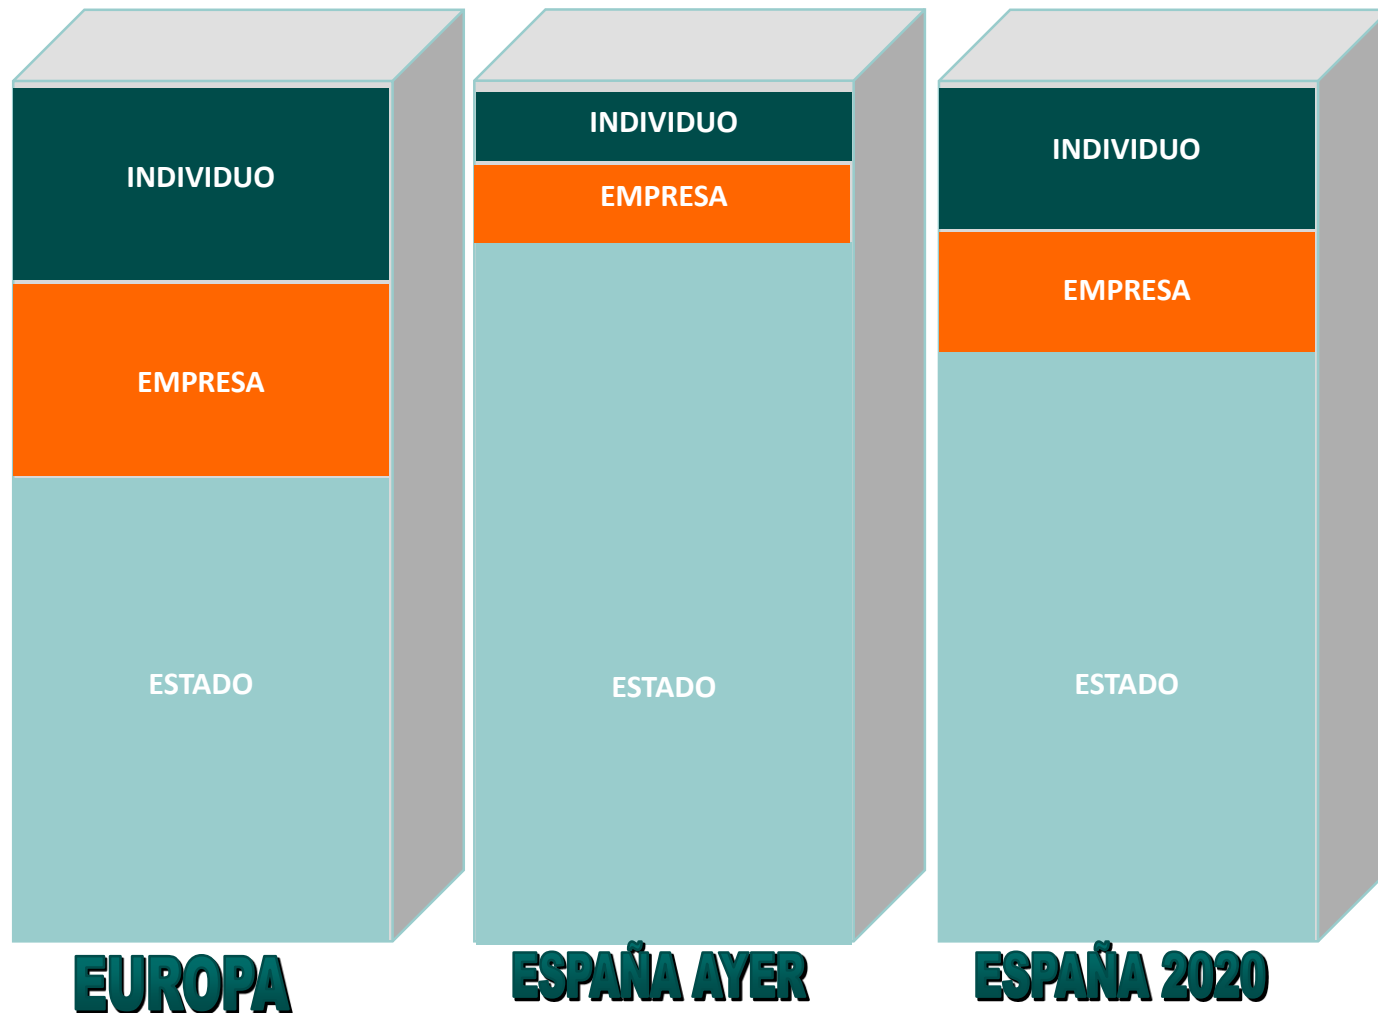 INDIVIDUO
EMPRESA
ESTADO
EUROPA
INDIVIDUO
EMPRESA
ESTADO
ESPAÑA AYER
INDIVIDUO
EMPRESA
ESTADO
ESPAÑA 2020